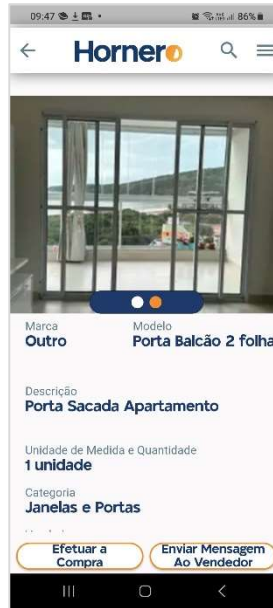 09:47
86%
Hornero
Marca
Outro
Modelo
Porta Balcão 2 folha
Descrição
Porta Sacada Apartamento
Unidade de Medida e Quantidade
1 unidade
Categoria
Janelas e Portas
Efetuar a
Compra
Enviar Mensagem
Ao Vendedor